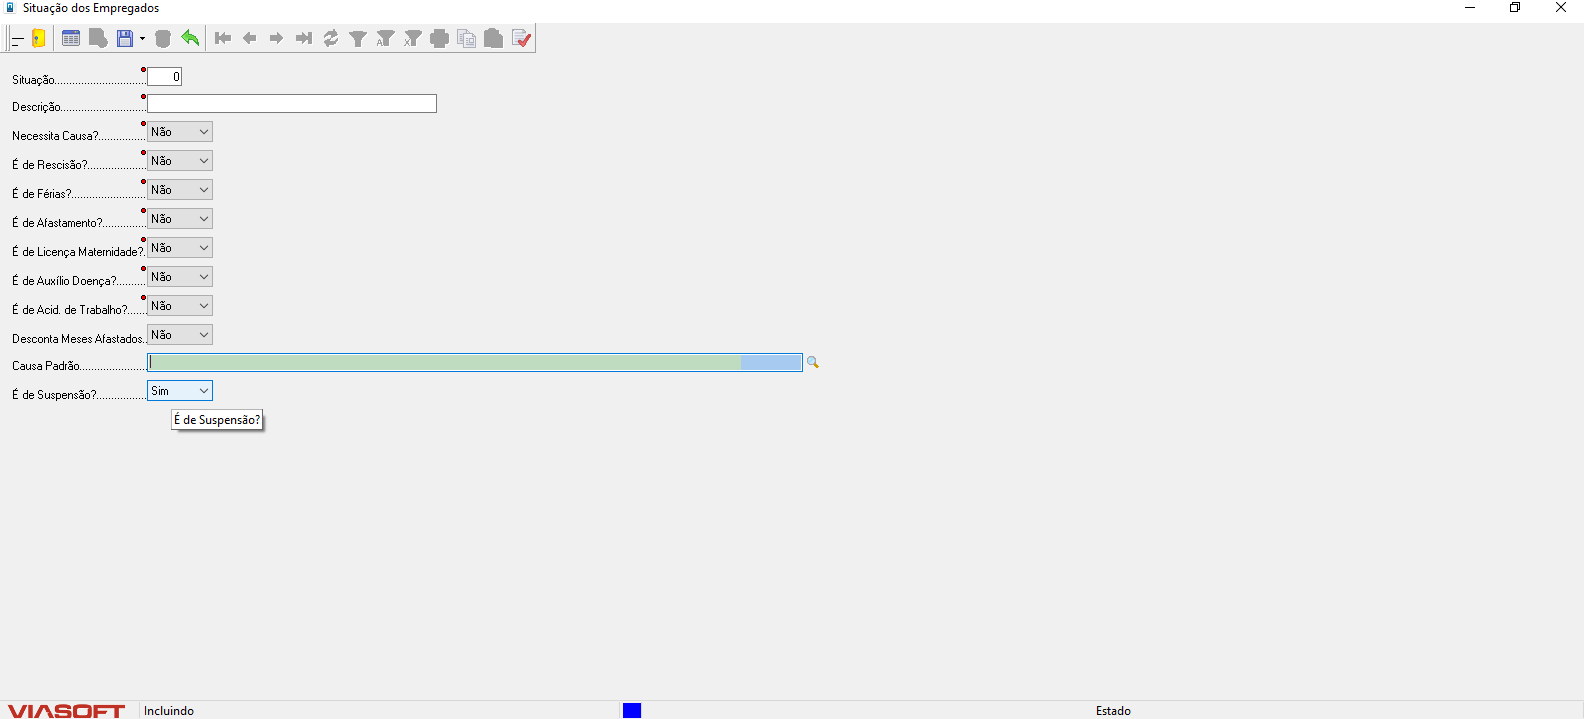 Situação dos Empregados
Situação............................... 0
Descrição.............................
Necessita Causa?................ Não
É de Rescisão?.................... Não
É de Férias?......................... Não
É de Afastamento?............... Não
É de Licença Maternidade?. Não
É de Auxílio Doença?.......... Não
É de Acid. de Trabalho?...... Não
Desconta Meses Afastados.. Não
Causa Padrão.......................
É de Suspensão?................. Sim
É de Suspensão?
VIASOFT Incluindo Estado